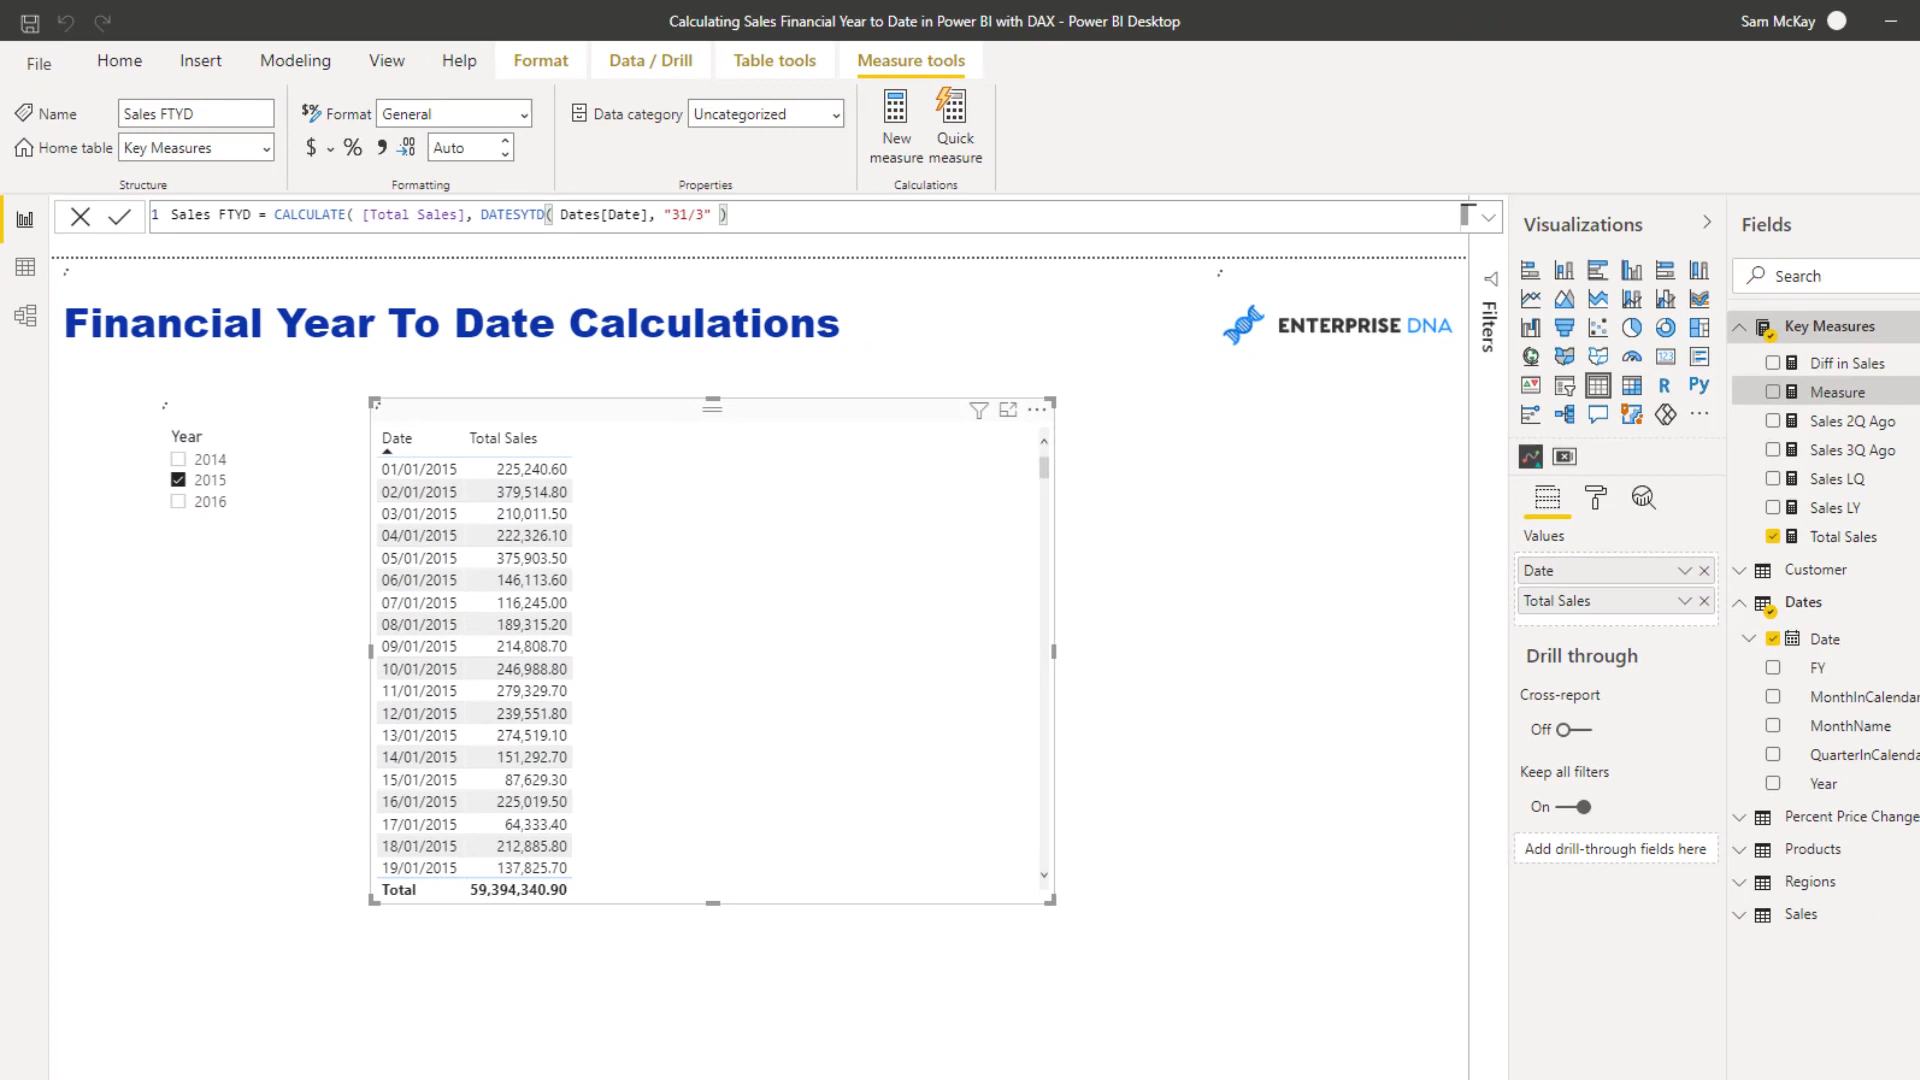 Calculating Sales Financial Year to Date in Power BI with DAX - Power BI Desktop
Sam McKay
File Home Insert Modeling View Help Format Data / Drill Table tools Measure tools
Name Sales FTYD
Home table Key Measures
Structure
Format General
$ % Auto
Formatting
Data category Uncategorized
Properties
New measure
Quick measure
Calculations
1 Sales FTYD = CALCULATE( [Total Sales], DATESYTD( Dates[Date], "31/3" )
Financial Year To Date Calculations
ENTERPRISE DNA
Filters
Year
2014
2015
2016
Date Total Sales
01/01/2015 225,240.60
02/01/2015 379,514.80
03/01/2015 210,011.50
04/01/2015 222,326.10
05/01/2015 375,903.50
06/01/2015 146,113.60
07/01/2015 116,245.00
08/01/2015 189,315.20
09/01/2015 214,808.70
10/01/2015 246,988.80
11/01/2015 279,329.70
12/01/2015 239,551.80
13/01/2015 274,519.10
14/01/2015 151,292.70
15/01/2015 87,629.30
16/01/2015 225,019.50
17/01/2015 64,333.40
18/01/2015 212,885.80
19/01/2015 137,825.70
Total 59,394,340.90
Visualizations
123
R
Py
Values
Date
Total Sales
Drill through
Cross-report
Off
Keep all filters
On
Add drill-through fields here
Fields
Search
Key Measures
Diff in Sales
Measure
Sales 2Q Ago
Sales 3Q Ago
Sales LQ
Sales LY
Total Sales
Customer
Dates
Date
FY
MonthInCalendar
MonthName
QuarterInCalenda
Year
Percent Price Change
Products
Regions
Sales